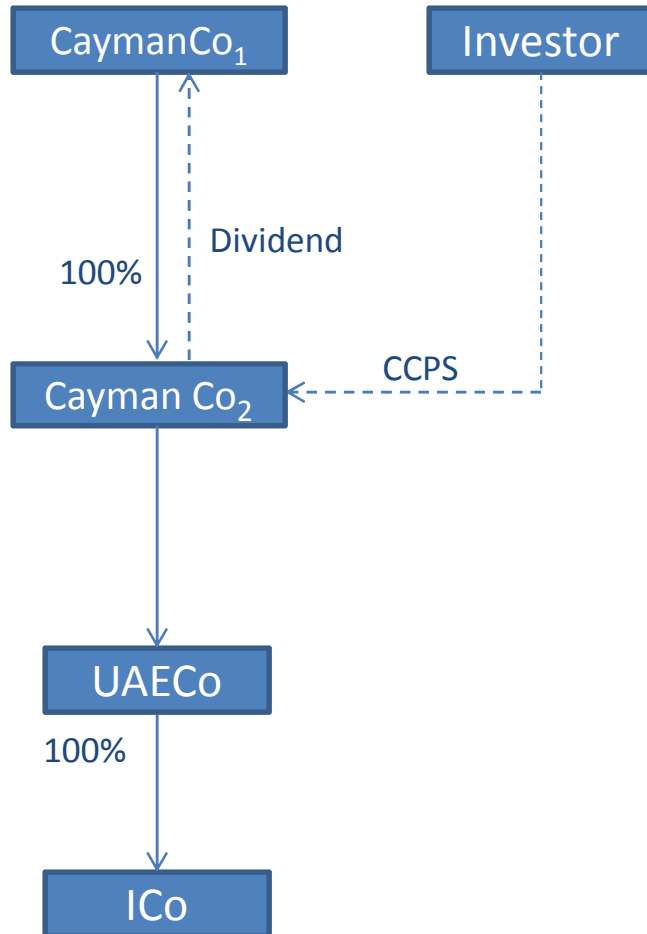 CaymanCo₁
Investor
Dividend
100%
CCPS
Cayman Co₂
UAECo
100%
ICo